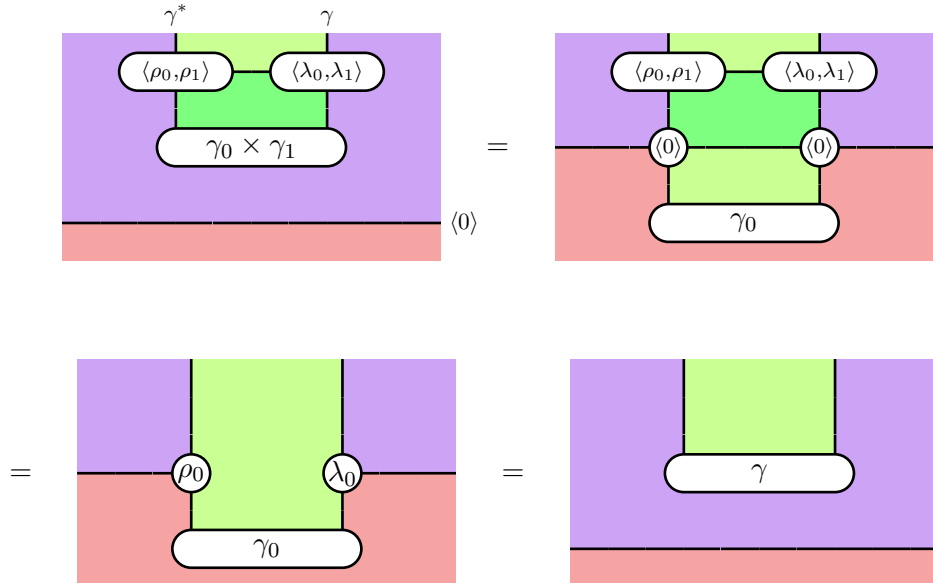 γ* γ
⟨ρ₀,ρ₁⟩ ⟨λ₀,λ₁⟩ ⟨ρ₀,ρ₁⟩ ⟨λ₀,λ₁⟩
γ₀ × γ₁ = ⟨0⟩ ⟨0⟩
⟨0⟩ γ₀
= ρ₀ λ₀ = γ
γ₀